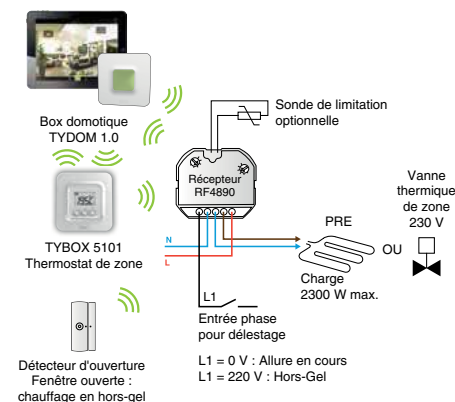 Box domotique
TYDOM 1.0
Sonde de limitation
optionnelle
Récepteur
RF4890
TYBOX 5101
Thermostat de zone
N
L
PRE
OU
Vanne
thermique
de zone
230 V
Charge
2300 W max.
L1
Entrée phase
pour délestage
L1 = 0 V : Allure en cours
L1 = 220 V : Hors-Gel
Détecteur d'ouverture
Fenêtre ouverte :
chauffage en hors-gel